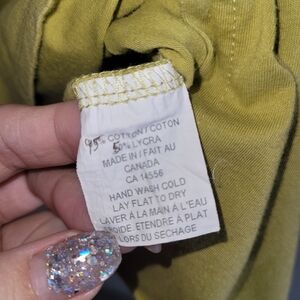 95% COTTON/COTON
5% LYCRA
MADE IN/FAIT AU
CANADA
CA 14556
HAND WASH COLD
LAY FLAT TO DRY
LAVER À LA MAIN À L'EAU
FROIDE ETENDRE À PLAT
LORS DU SECHAGE